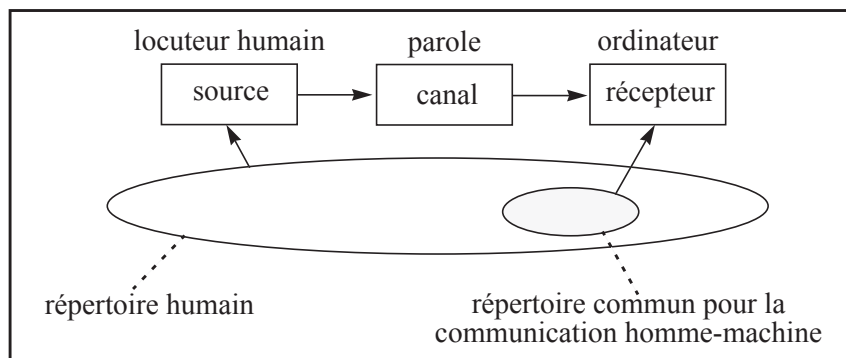 locuteur humain
parole
ordinateur
source
canal
récepteur
répertoire humain
répertoire commun pour la
communication homme-machine